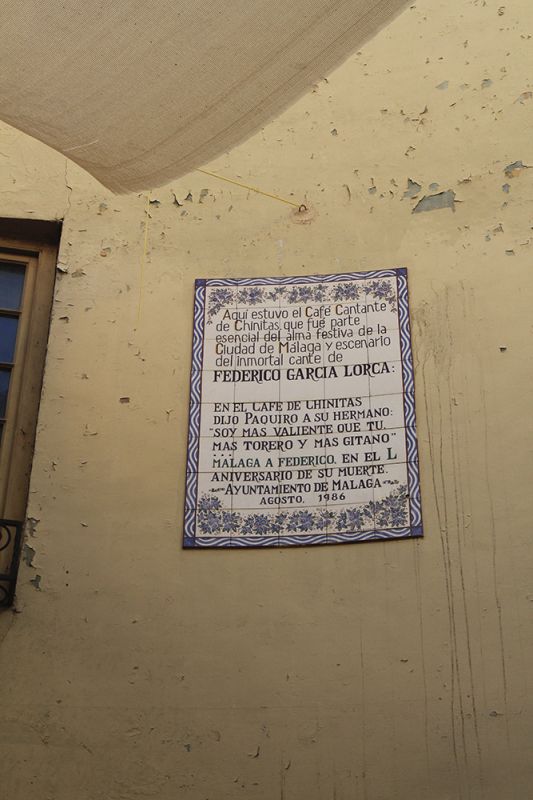 Aquí estuvo el Café Cantante
de Chinitas que fué parte
esencial del alma festiva de la
Ciudad de Málaga y escenario
del inmortal cante de
FEDERICO GARCIA LORCA:
EN EL CAFE DE CHINITAS
DIJO PAQUIRO A SU HERMANO:
"SOY MAS VALIENTE QUE TU,
MAS TORERO Y MAS GITANO"
...
MALAGA A FEDERICO, EN EL L
ANIVERSARIO DE SU MUERTE.
AYUNTAMIENTO DE MALAGA
AGOSTO, 1986